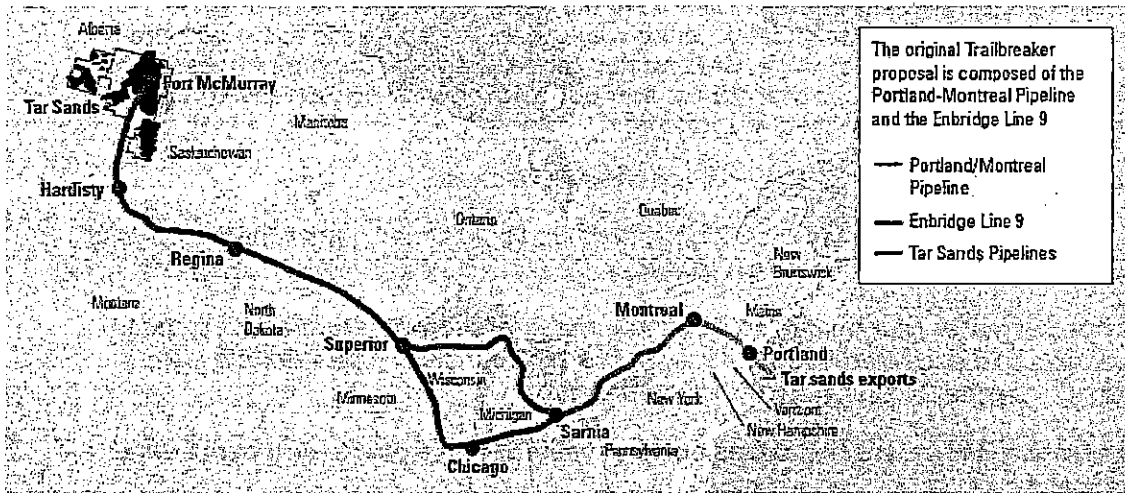 Alberta
Fort McMurray
Tar Sands
Manitoba
Saskatchewan
Hardisty
Ontario
Quebec
Regina
New
Brunswick
Montana
North
Dakota
Montreal
Maine
Superior
Portland
Tar sands exports
Wisconsin
Minnesota
Michigan
New York
Vermont
Sarnia
New Hampshire
Pennsylvania
Chicago
The original Trailbreaker
proposal is composed of the
Portland-Montreal Pipeline
and the Enbridge Line 9
Portland/Montreal
Pipeline
Enbridge Line 9
Tar Sands Pipelines